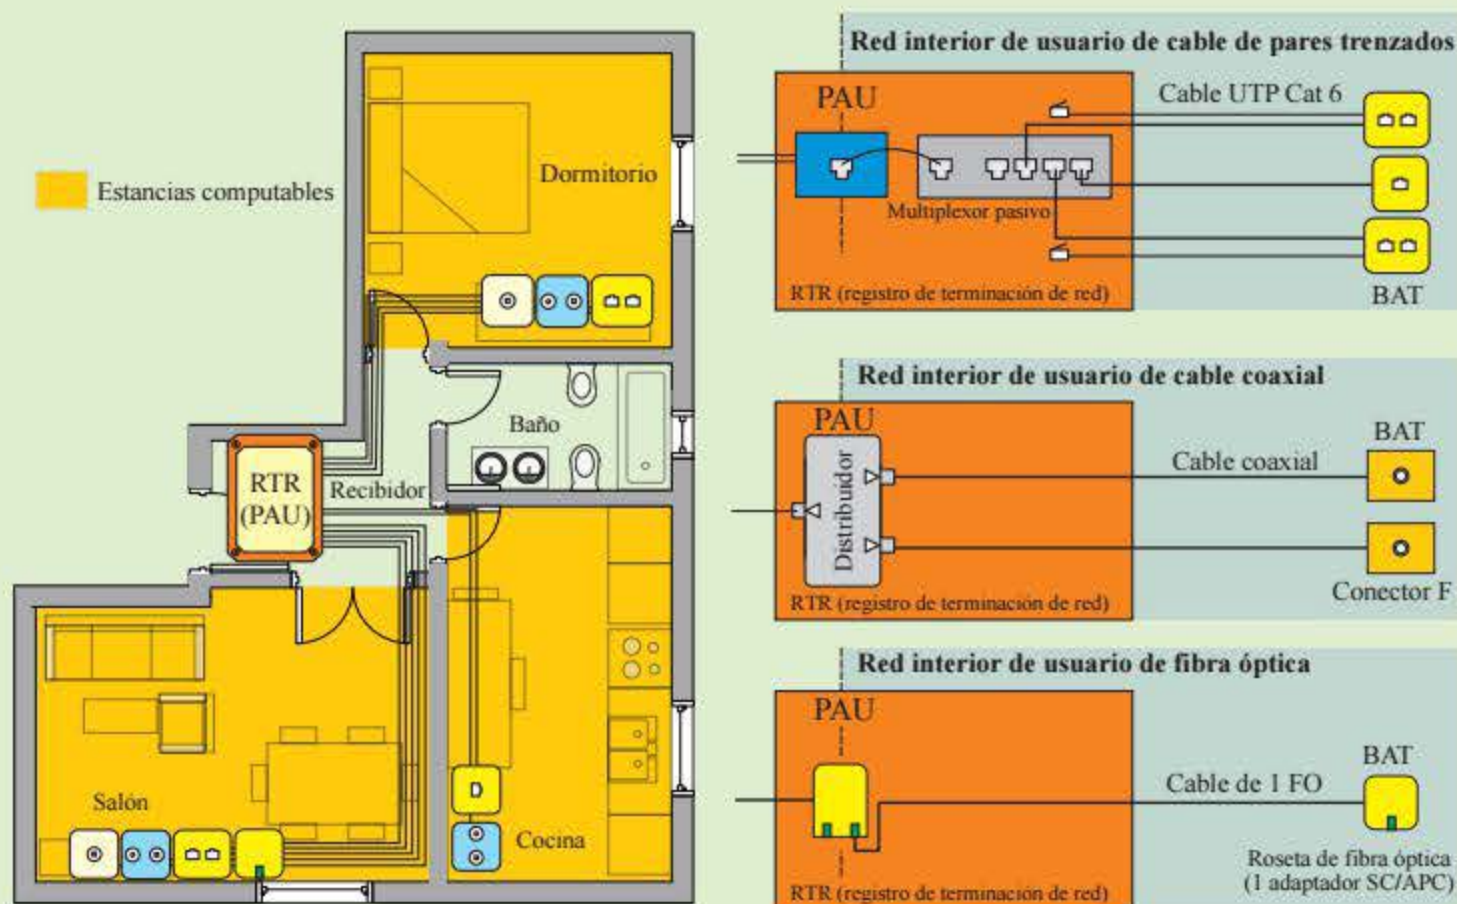 Estancias computables
Dormitorio
Baño
RTR
(PAU)
Recibidor
Salón
Cocina
Red interior de usuario de cable de pares trenzados
PAU
Cable UTP Cat 6
Multiplexor pasivo
RTR (registro de terminación de red)
BAT
Red interior de usuario de cable coaxial
PAU
BAT
Distribuidor
Cable coaxial
Conector F
RTR (registro de terminación de red)
Red interior de usuario de fibra óptica
PAU
BAT
Cable de 1 FO
Roseta de fibra óptica
(1 adaptador SC/APC)
RTR (registro de terminación de red)